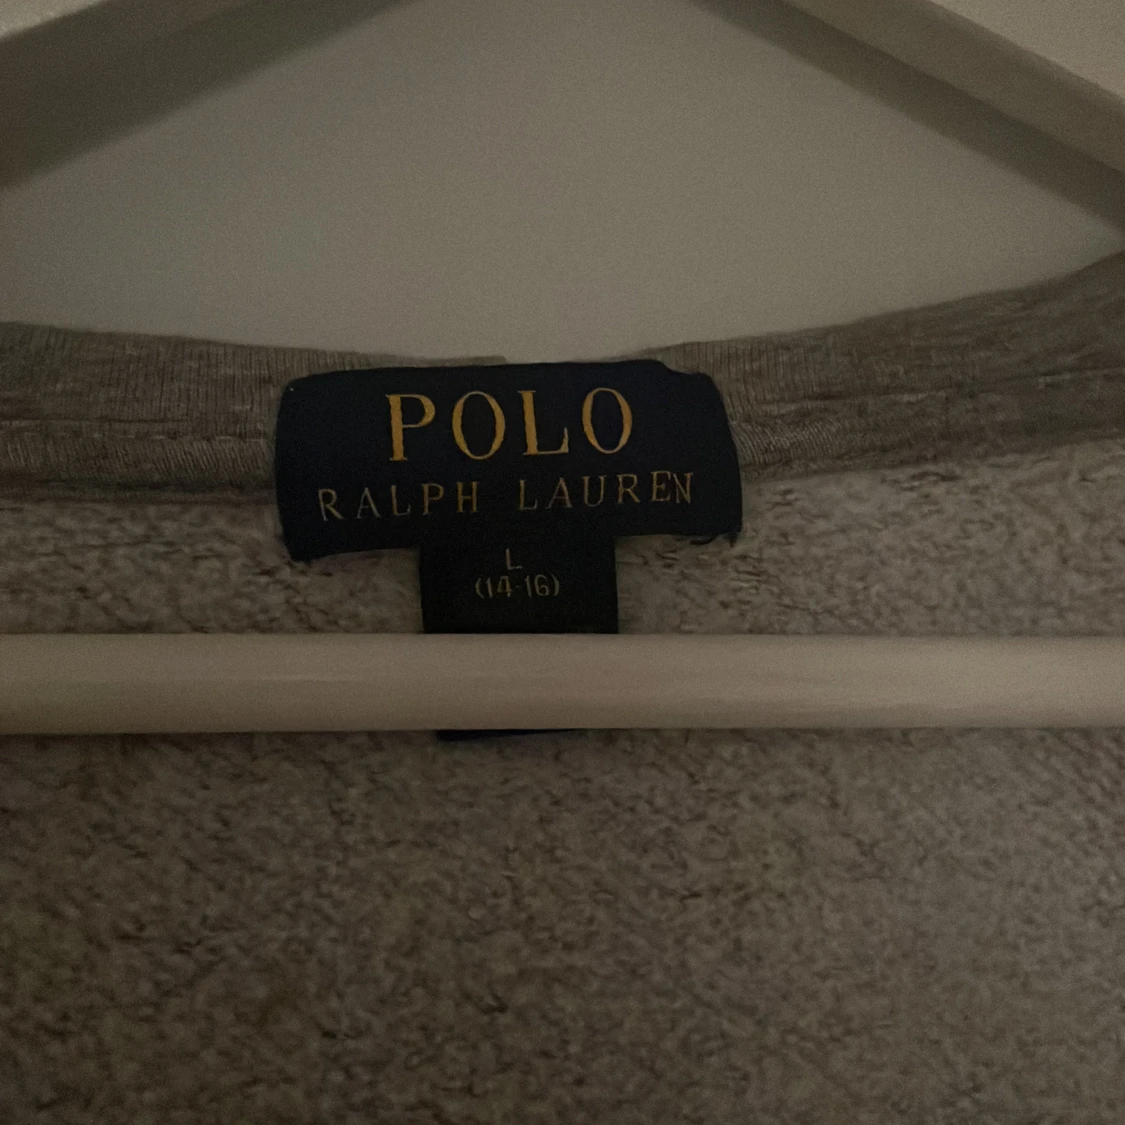 POLO
RALPH LAUREN
L
(14-16)